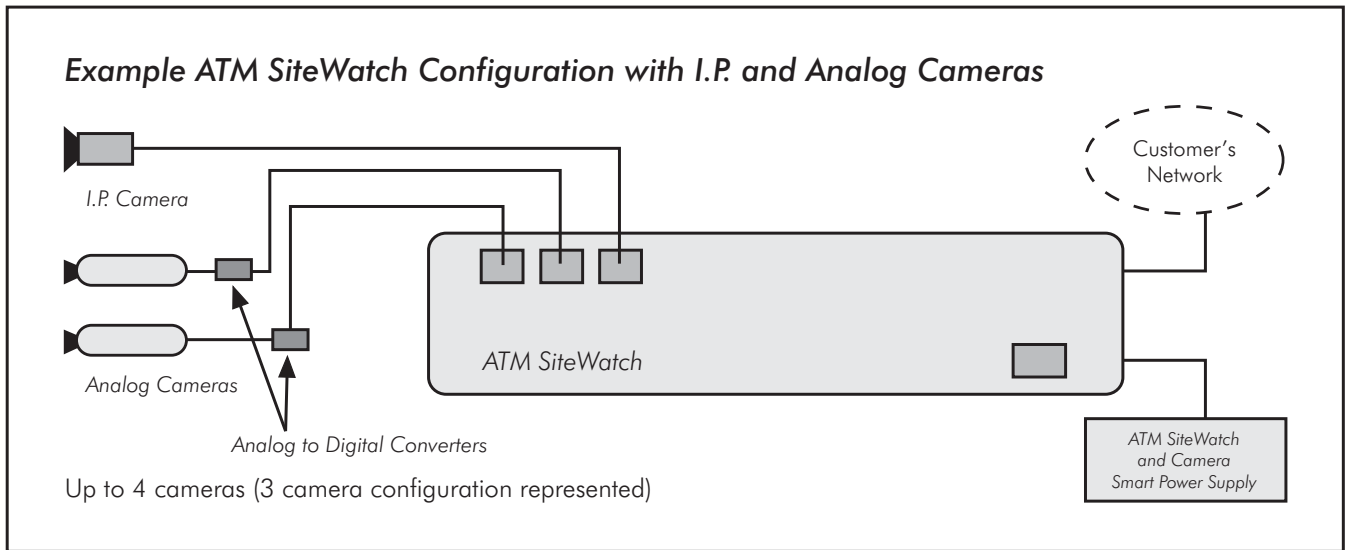 Example ATM SiteWatch Configuration with I.P. and Analog Cameras
I.P. Camera
Analog Cameras
Analog to Digital Converters
Up to 4 cameras (3 camera configuration represented)
ATM SiteWatch
Customer's
Network
ATM SiteWatch
and Camera
Smart Power Supply